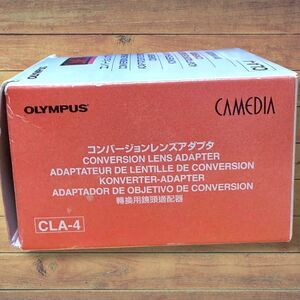 OLYMPUS
CAMEDIA
コンバージョンレンズアダプタ
CONVERSION LENS ADAPTER
ADAPTATEUR DE LENTILLE DE CONVERSION
KONVERTER-ADAPTER
ADAPTADOR DE OBJETIVO DE CONVERSION
轉換用鏡頭適配器
CLA-4